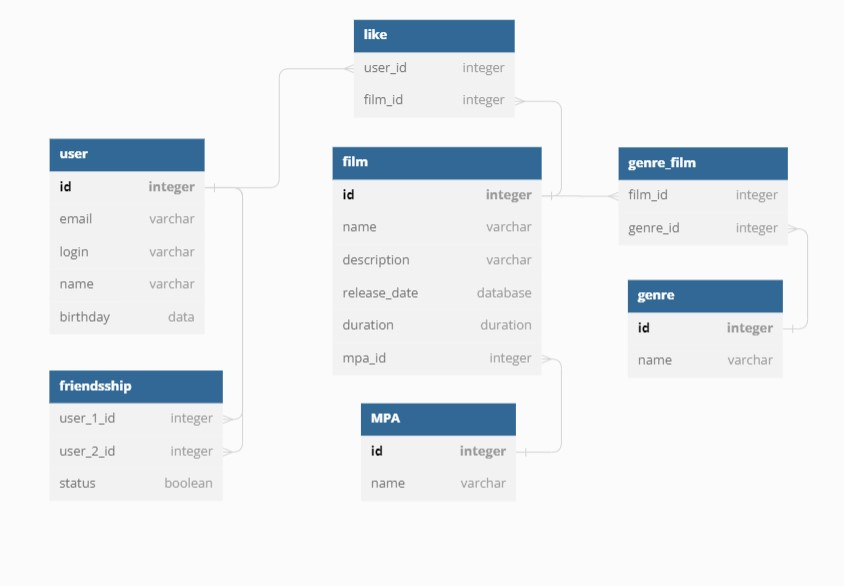 like
user_id integer
film_id integer
user
id integer
email varchar
login varchar
name varchar
birthday data
film
id integer
name varchar
description varchar
release_date database
duration duration
mpa_id integer
genre_film
film_id integer
genre_id integer
genre
id integer
name varchar
friendsship
user_1_id integer
user_2_id integer
status boolean
MPA
id integer
name varchar